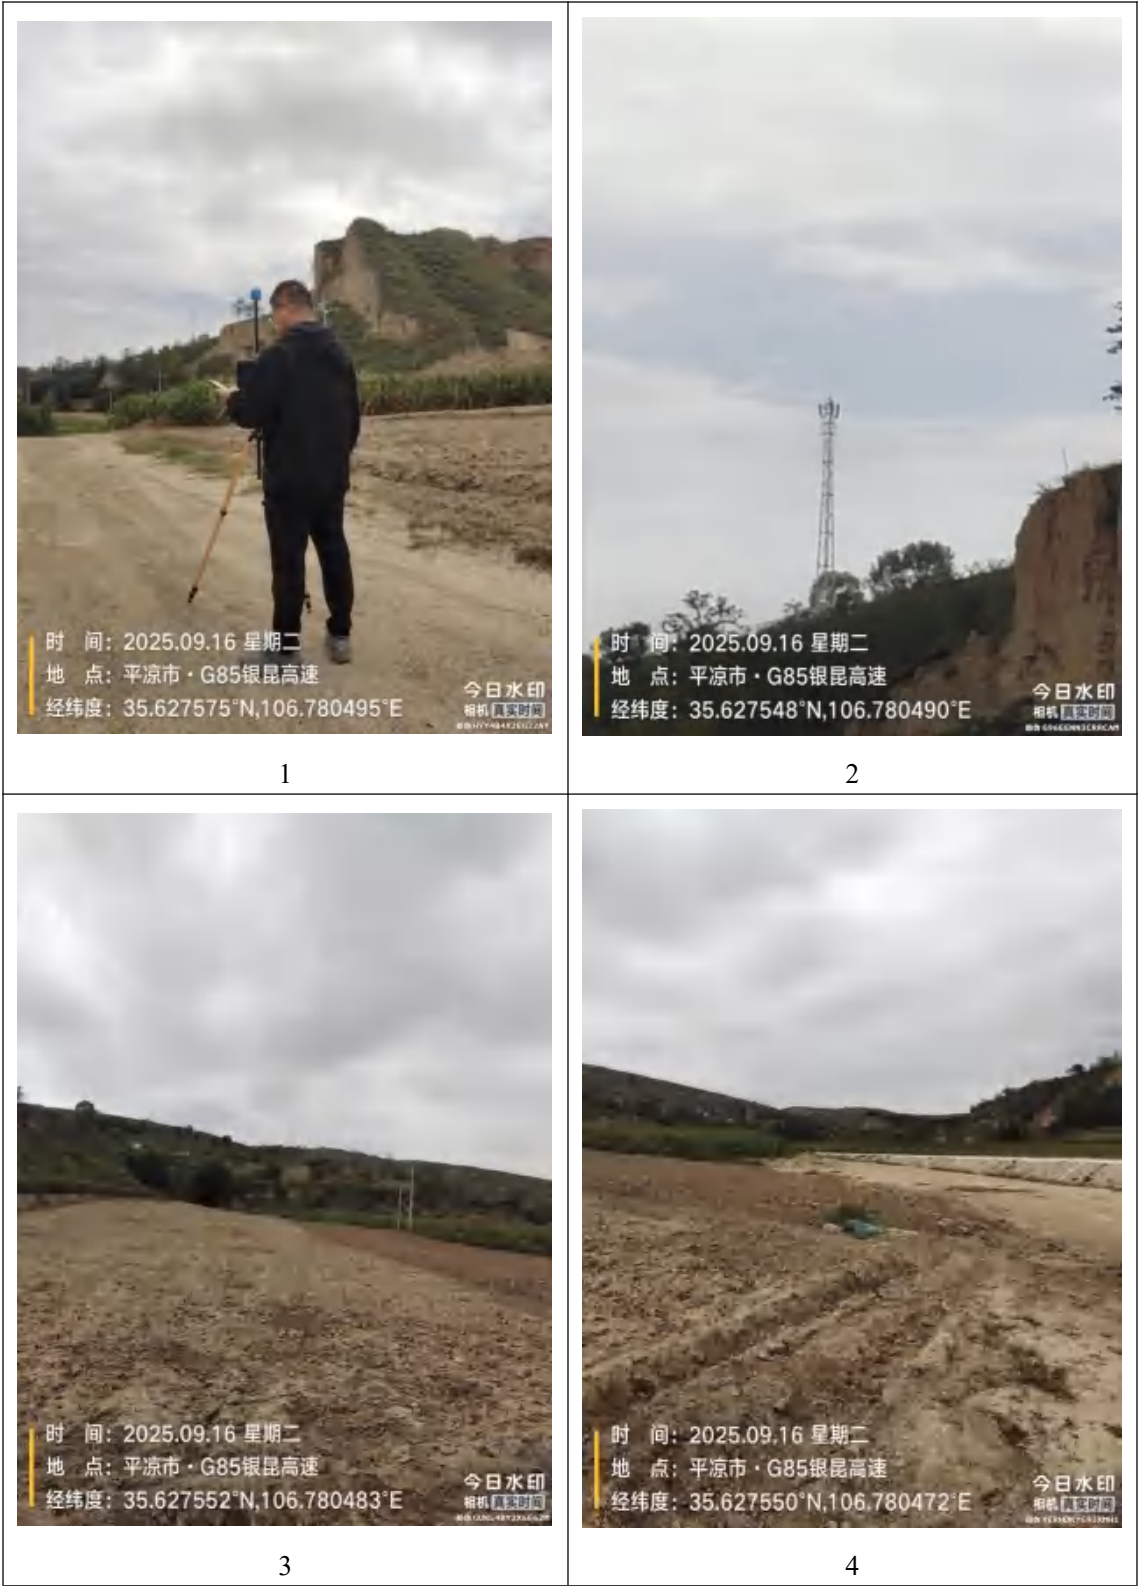 时 间: 2025.09.16 星期二
地 点: 平凉市·G85银昆高速
经纬度: 35.627575°N,106.780495°E
今日水印
相机 真实时间
1
时 间: 2025.09.16 星期二
地 点: 平凉市·G85银昆高速
经纬度: 35.627548°N,106.780490°E
今日水印
相机 真实时间
2
时 间: 2025.09.16 星期二
地 点: 平凉市·G85银昆高速
经纬度: 35.627552°N,106.780483°E
今日水印
相机 真实时间
3
时 间: 2025.09.16 星期二
地 点: 平凉市·G85银昆高速
经纬度: 35.627550°N,106.780472°E
今日水印
相机 真实时间
4